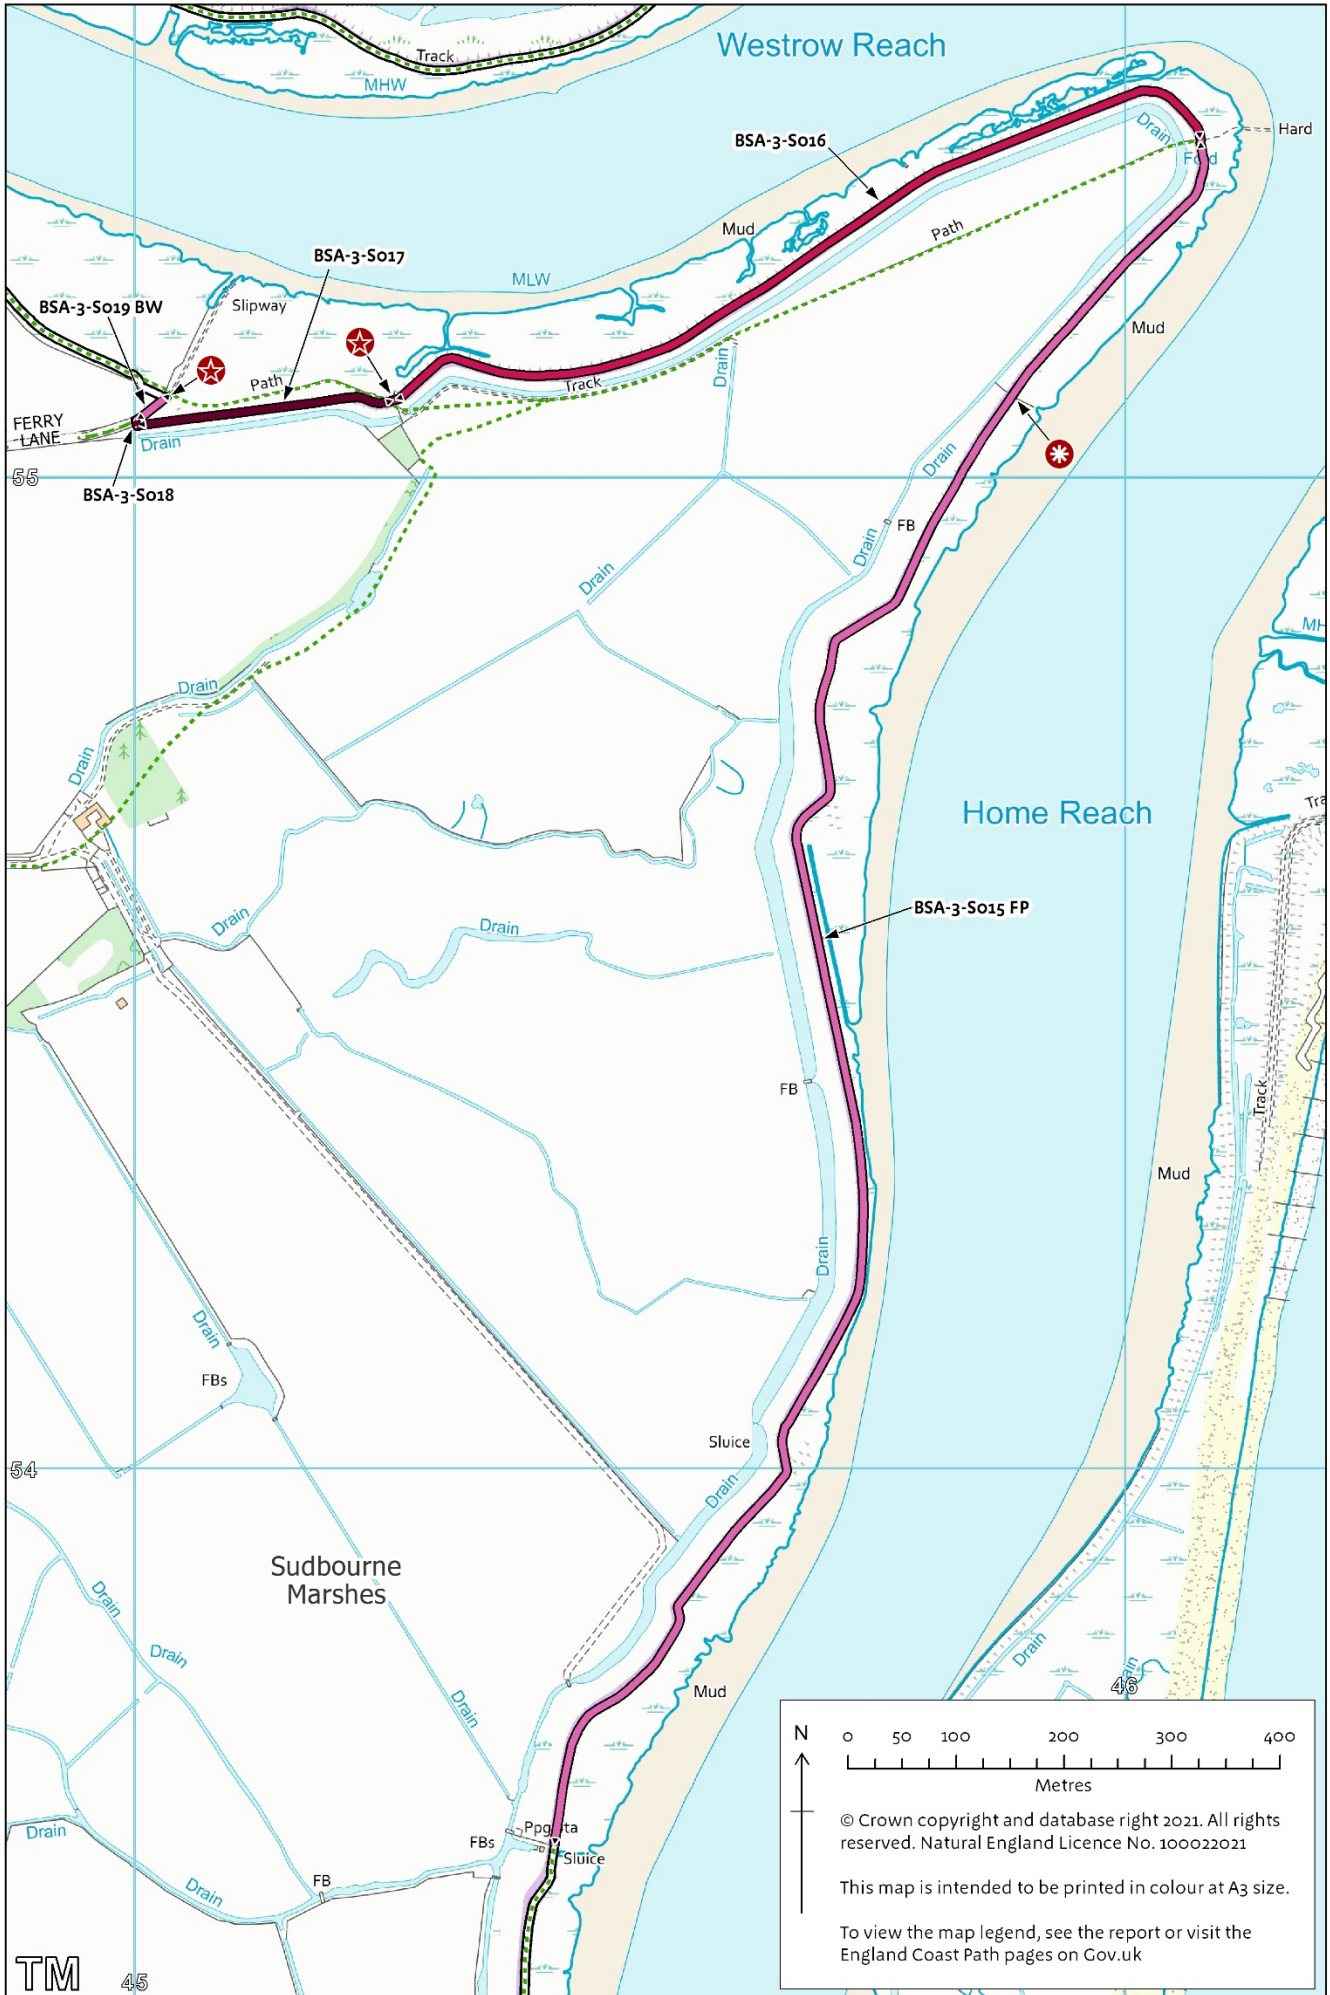 Westrow Reach
Track
MHW
Hard
Drain
Ford
BSA-3-S016
Path
Mud
MLW
BSA-3-S017
BSA-3-S019 BW
Slipway
Mud
Path
Track
Drain
FERRY
LANE
Drain
BSA-3-S018
55
Drain
FB
Drain
Drain
Drain
Drain
Home Reach
BSA-3-S015 FP
Drain
Drain
FB
Track
Mud
Drain
Drain
FBs
Sluice
54
Drain
Sudbourne
Marshes
Drain
Drain
Drain
Drain
46
Mud
Drain
FBs
Sluice
FB
Drain
TM
45
N
0 50 100 200 300 400
Metres
© Crown copyright and database right 2021. All rights
reserved. Natural England Licence No. 100022021
This map is intended to be printed in colour at A3 size.
To view the map legend, see the report or visit the
England Coast Path pages on Gov.uk